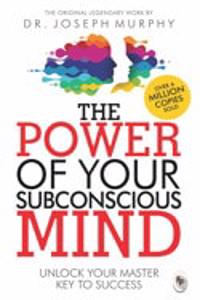 THE ORIGINAL LEGENDARY WORK BY
DR. JOSEPH MURPHY
OVER A
MILLION
COPIES
SOLD
THE
POWER
OF YOUR
SUBCONSCIOUS
MIND
UNLOCK YOUR MASTER
KEY TO SUCCESS